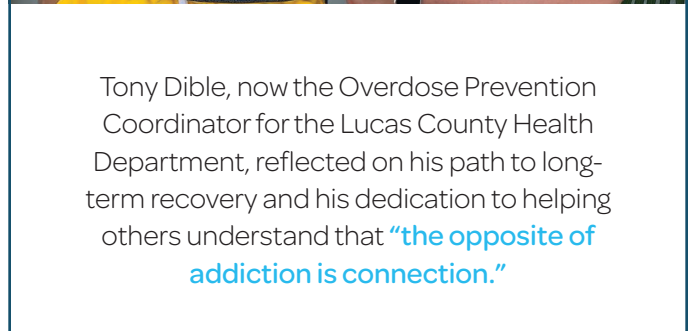 Tony Dible, now the Overdose Prevention
Coordinator for the Lucas County Health
Department, reflected on his path to long-
term recovery and his dedication to helping
others understand that “the opposite of
addiction is connection.”